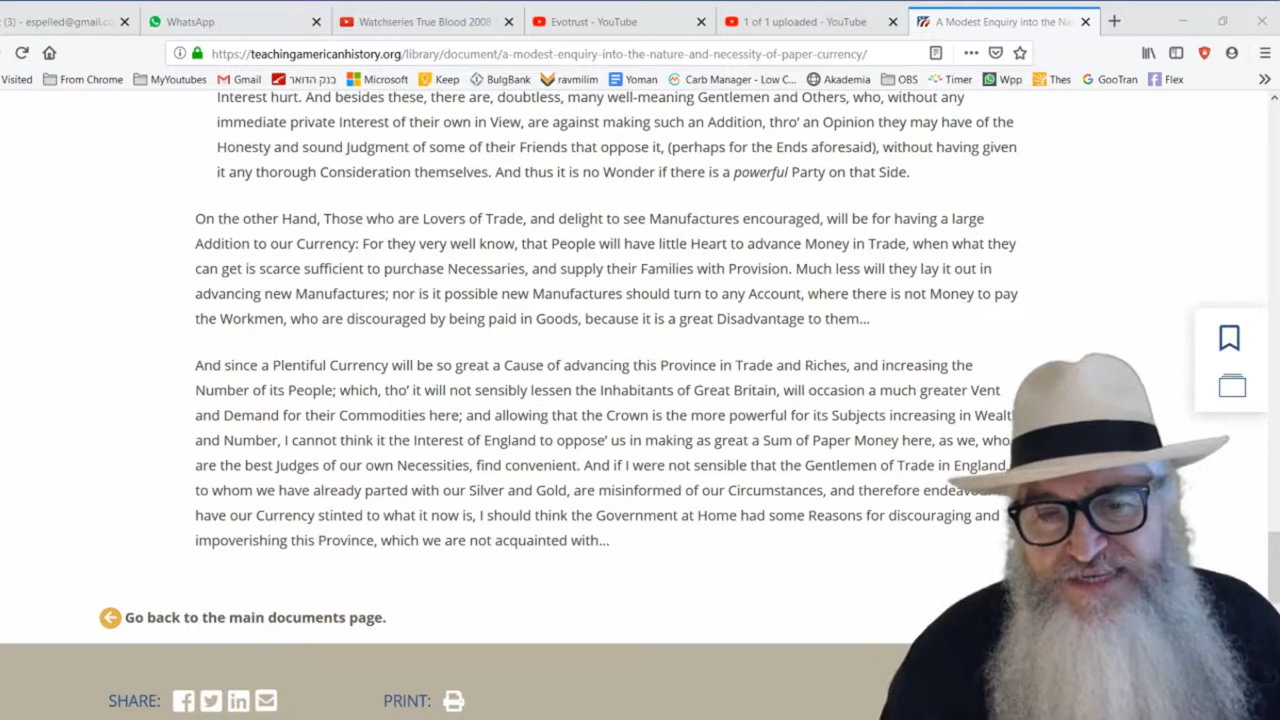 (3) - espelled@gmail.co
WhatsApp
Watchseries True Blood 2008
Evotrust - YouTube
1 of 1 uploaded - YouTube
A Modest Enquiry into the Na
https://teachingamericanhistory.org/library/document/a-modest-enquiry-into-the-nature-and-necessity-of-paper-currency/
Visited From Chrome MyYoutubes Gmail בנק הדואר Microsoft Keep BulgBank ravmilim Yoman Carb Manager - Low C... Akademia OBS Timer Wpp Thes GooTran Flex
Interest hurt. And besides these, there are, doubtless, many well-meaning Gentlemen and Others, who, without any
immediate private Interest of their own in View, are against making such an Addition, thro’ an Opinion they may have of the
Honesty and sound Judgment of some of their Friends that oppose it, (perhaps for the Ends aforesaid), without having given
it any thorough Consideration themselves. And thus it is no Wonder if there is a powerful Party on that Side.
On the other Hand, Those who are Lovers of Trade, and delight to see Manufactures encouraged, will be for having a large
Addition to our Currency: For they very well know, that People will have little Heart to advance Money in Trade, when what they
can get is scarce sufficient to purchase Necessaries, and supply their Families with Provision. Much less will they lay it out in
advancing new Manufactures; nor is it possible new Manufactures should turn to any Account, where there is not Money to pay
the Workmen, who are discouraged by being paid in Goods, because it is a great Disadvantage to them…
And since a Plentiful Currency will be so great a Cause of advancing this Province in Trade and Riches, and increasing the
Number of its People; which, tho’ it will not sensibly lessen the Inhabitants of Great Britain, will occasion a much greater Vent
and Demand for their Commodities here; and allowing that the Crown is the more powerful for its Subjects increasing in Wealt
and Number, I cannot think it the Interest of England to oppose’ us in making as great a Sum of Paper Money here, as we, who
are the best Judges of our own Necessities, find convenient. And if I were not sensible that the Gentlemen of Trade in England,
to whom we have already parted with our Silver and Gold, are misinformed of our Circumstances, and therefore endeav
have our Currency stinted to what it now is, I should think the Government at Home had some Reasons for discouraging and
impoverishing this Province, which we are not acquainted with…
Go back to the main documents page.
SHARE:
PRINT: